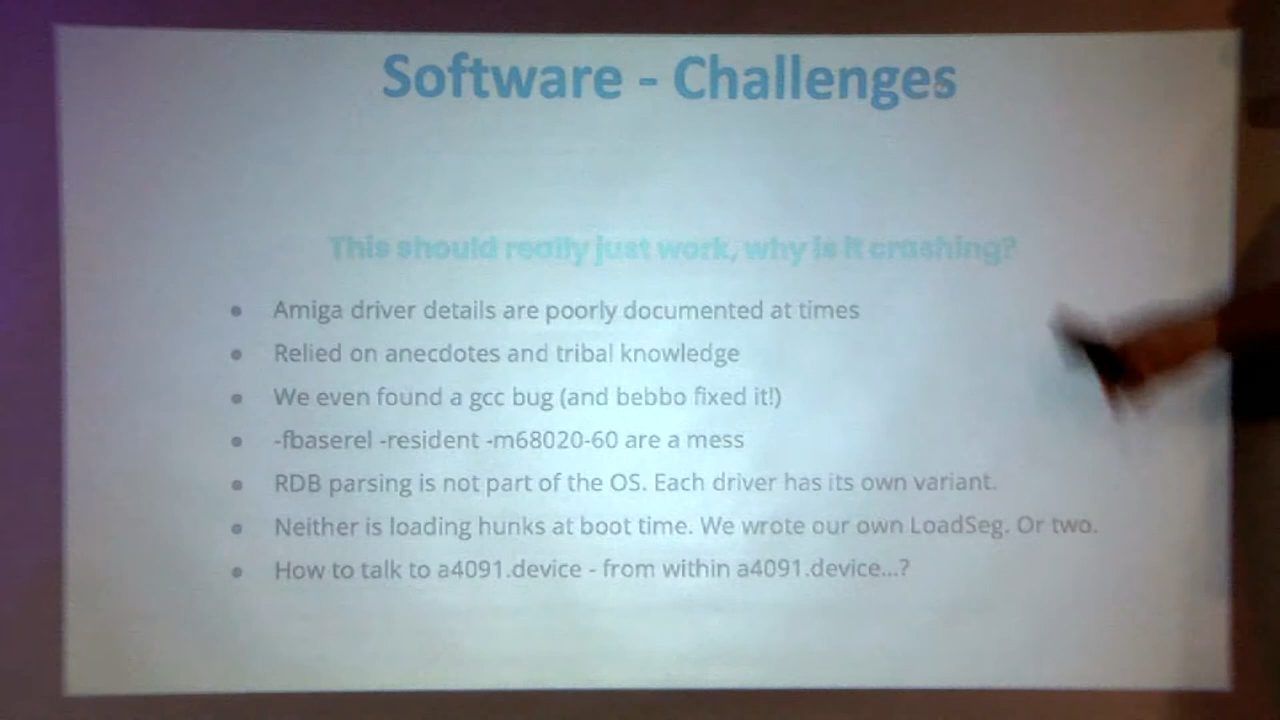 Software - Challenges
This should really just work, why is it crashing?
Amiga driver details are poorly documented at times
Relied on anecdotes and tribal knowledge
We even found a gcc bug (and bebbo fixed it!)
-fbaserel -resident -m68020-60 are a mess
RDB parsing is not part of the OS. Each driver has its own variant.
Neither is loading hunks at boot time. We wrote our own LoadSeg. Or two.
How to talk to a4091.device - from within a4091.device...?